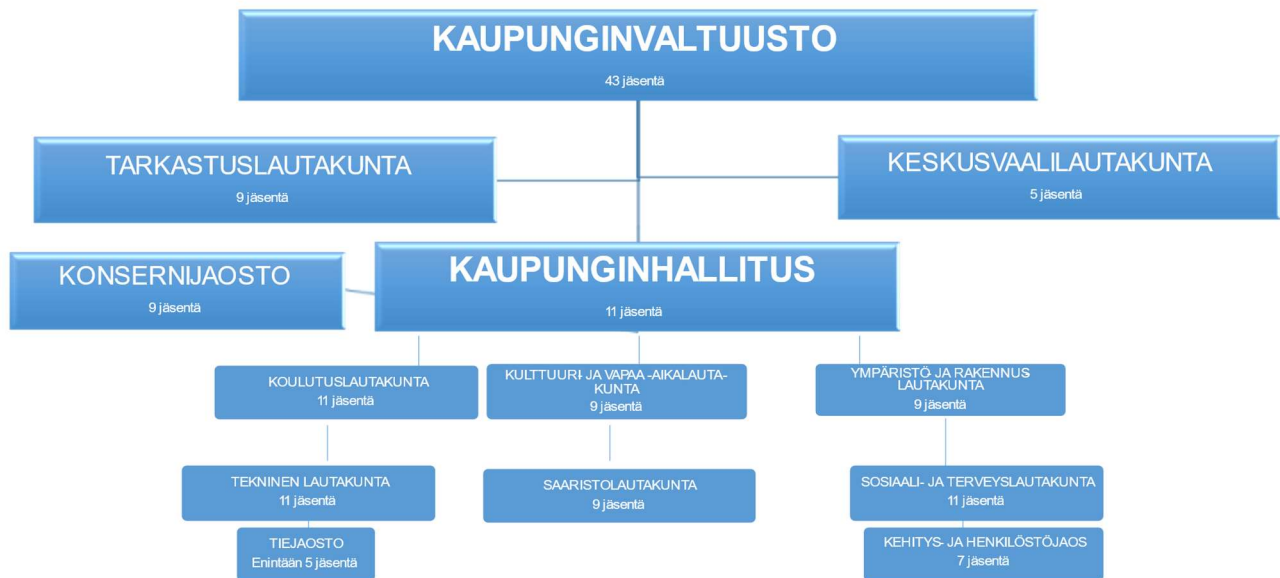 KAUPUNGINVALTUUSTO
43 jäsentä
TARKASTUSLAUTAKUNTA
9 jäsentä
KESKUSVAALILAUTAKUNTA
5 jäsentä
KONSERNIJAOSTO
9 jäsentä
KAUPUNGINHALLITUS
11 jäsentä
KOULUTUSLAUTAKUNTA
11 jäsentä
KULTTUURI- JA VAPAA -AIKALAUTA-
KUNTA
9 jäsentä
YMPÄRISTÖ- JA RAKENNUS
LAUTAKUNTA
9 jäsentä
TEKNINEN LAUTAKUNTA
11 jäsentä
SAARISTOLAUTAKUNTA
9 jäsentä
SOSIAALI- JA TERVEYSLAUTAKUNTA
11 jäsentä
TIEJAOSTO
Enintään 5 jäsentä
KEHITYS- JA HENKILÖSTÖJAOS
7 jäsentä